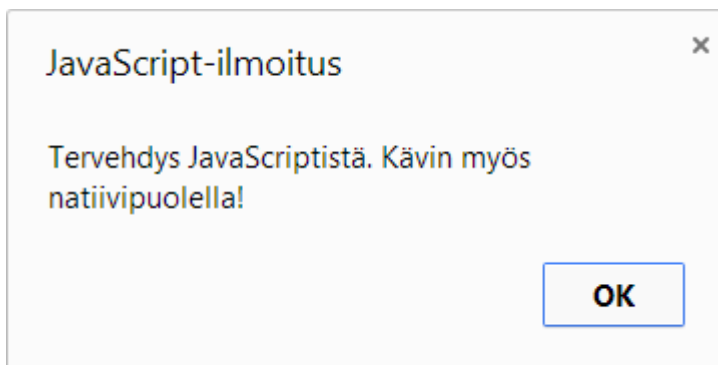 JavaScript-ilmoitus
Tervehdys JavaScriptistä. Kävin myös
natiivipuolella!
OK